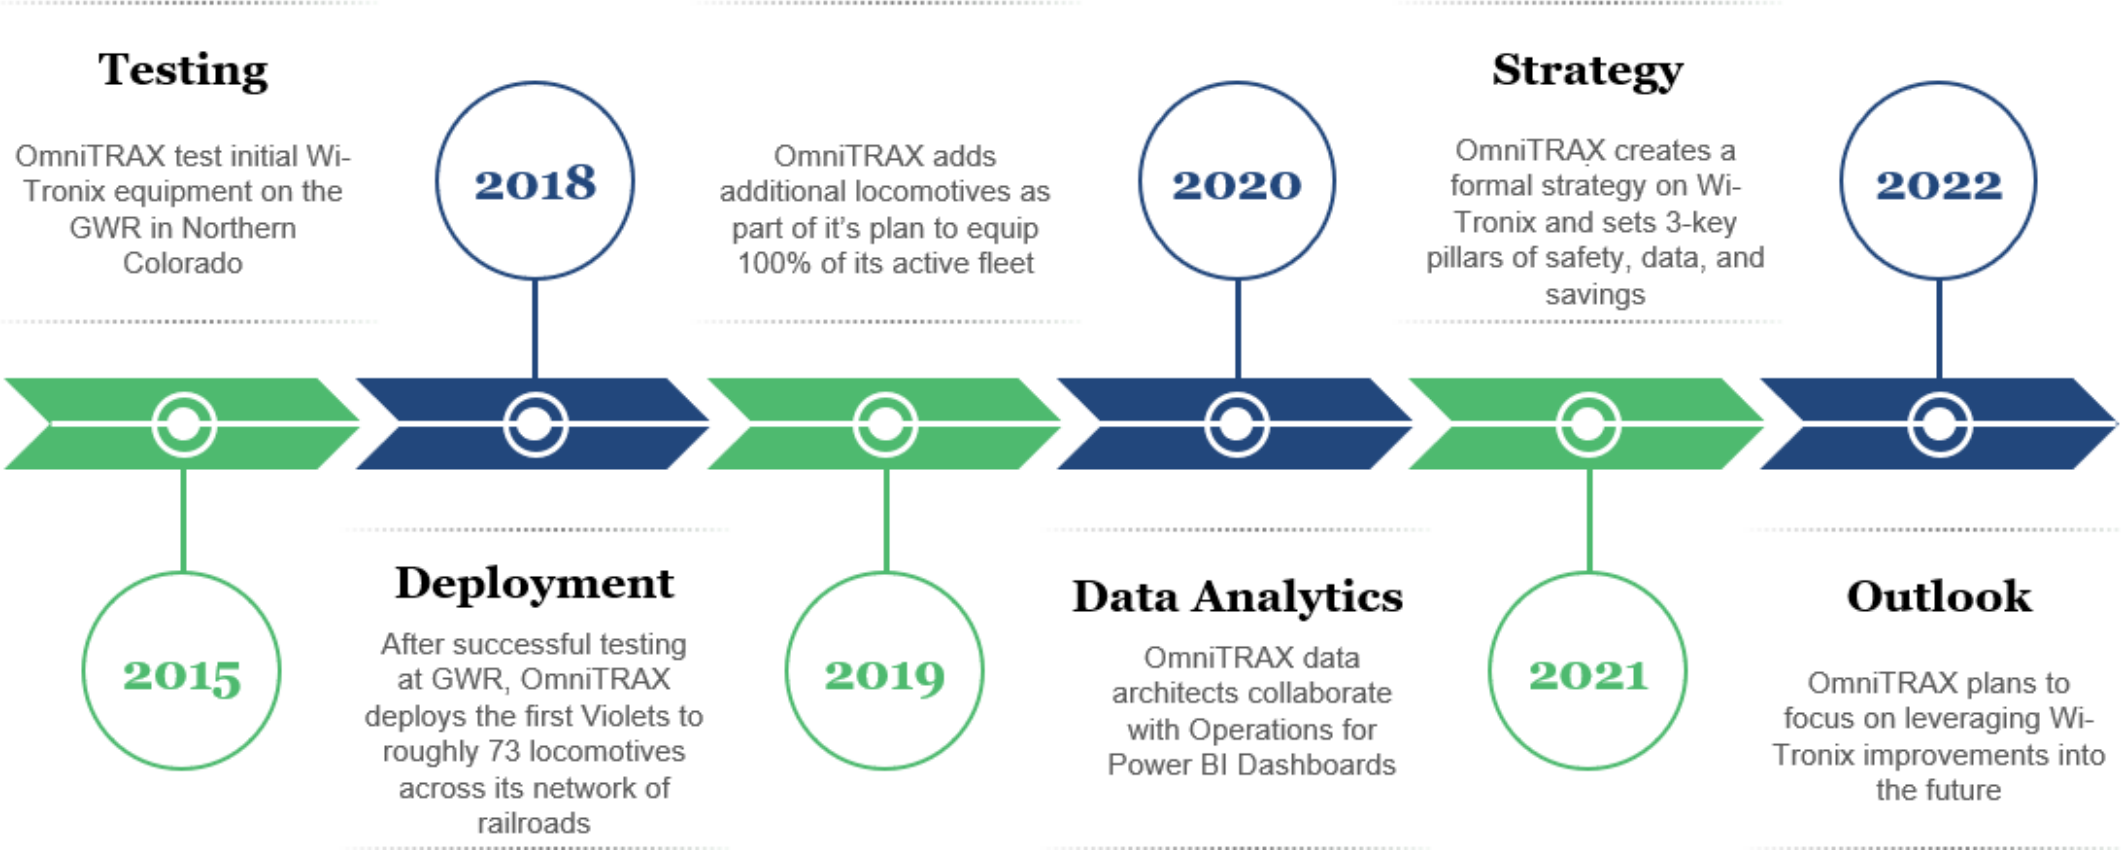 Testing
OmniTRAX test initial Wi-
Tronix equipment on the
GWR in Northern
Colorado
2015
2018
Deployment
After successful testing
at GWR, OmniTRAX
deploys the first Violets to
roughly 73 locomotives
across its network of
railroads
OmniTRAX adds
additional locomotives as
part of it's plan to equip
100% of its active fleet
2019
2020
Data Analytics
OmniTRAX data
architects collaborate
with Operations for
Power BI Dashboards
Strategy
OmniTRAX creates a
formal strategy on Wi-
Tronix and sets 3-key
pillars of safety, data, and
savings
2021
2022
Outlook
OmniTRAX plans to
focus on leveraging Wi-
Tronix improvements into
the future